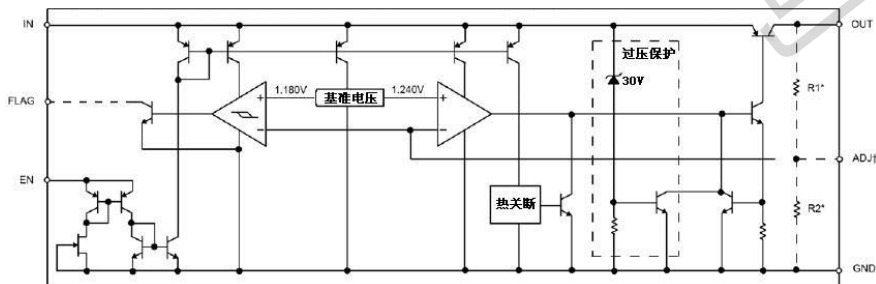 IN
OUT
过压保护
30V
R1*
1.180V
基准电压
1.240V
FLAG
ADJ†
EN
热关断
R2*
GND